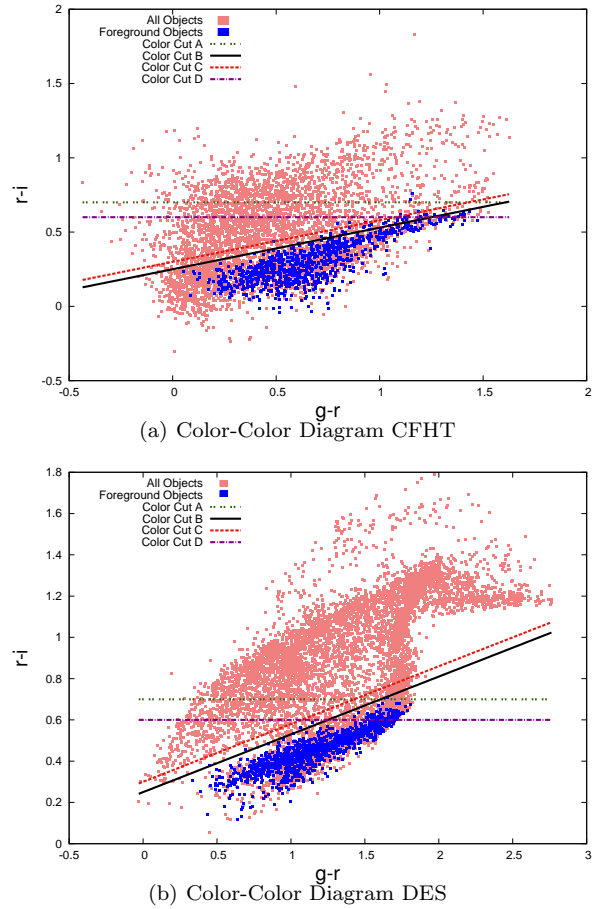 All Objects
Foreground Objects
Color Cut A
Color Cut B
Color Cut C
Color Cut D
2
1.5
1
0.5
0
-0.5
r-i
-0.5 0 0.5 1 1.5 2
g-r
(a) Color-Color Diagram CFHT
All Objects
Foreground Objects
Color Cut A
Color Cut B
Color Cut C
Color Cut D
1.8
1.6
1.4
1.2
1
0.8
0.6
0.4
0.2
0
r-i
-0.5 0 0.5 1 1.5 2 2.5 3
g-r
(b) Color-Color Diagram DES